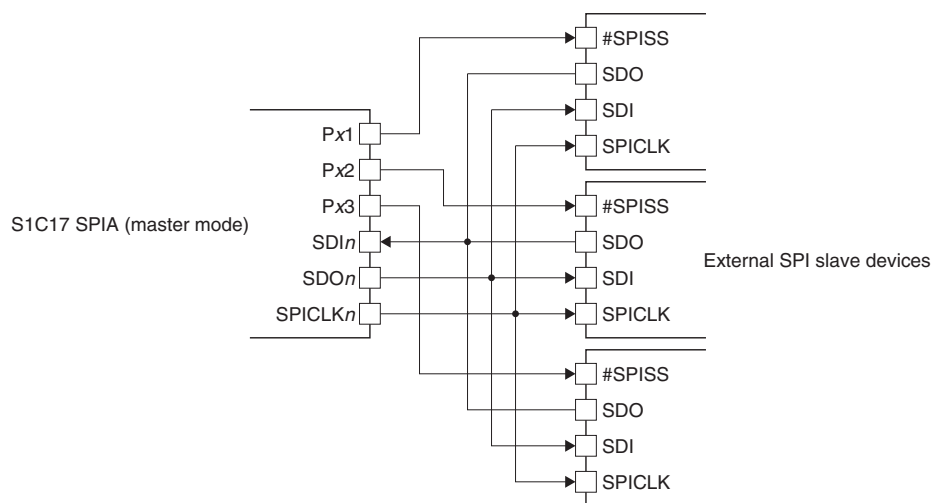 S1C17 SPIA (master mode)
Px1
Px2
Px3
SDIn
SDOn
SPICLKn
#SPISS
SDO
SDI
SPICLK
#SPISS
SDO
SDI
SPICLK
#SPISS
SDO
SDI
SPICLK
External SPI slave devices